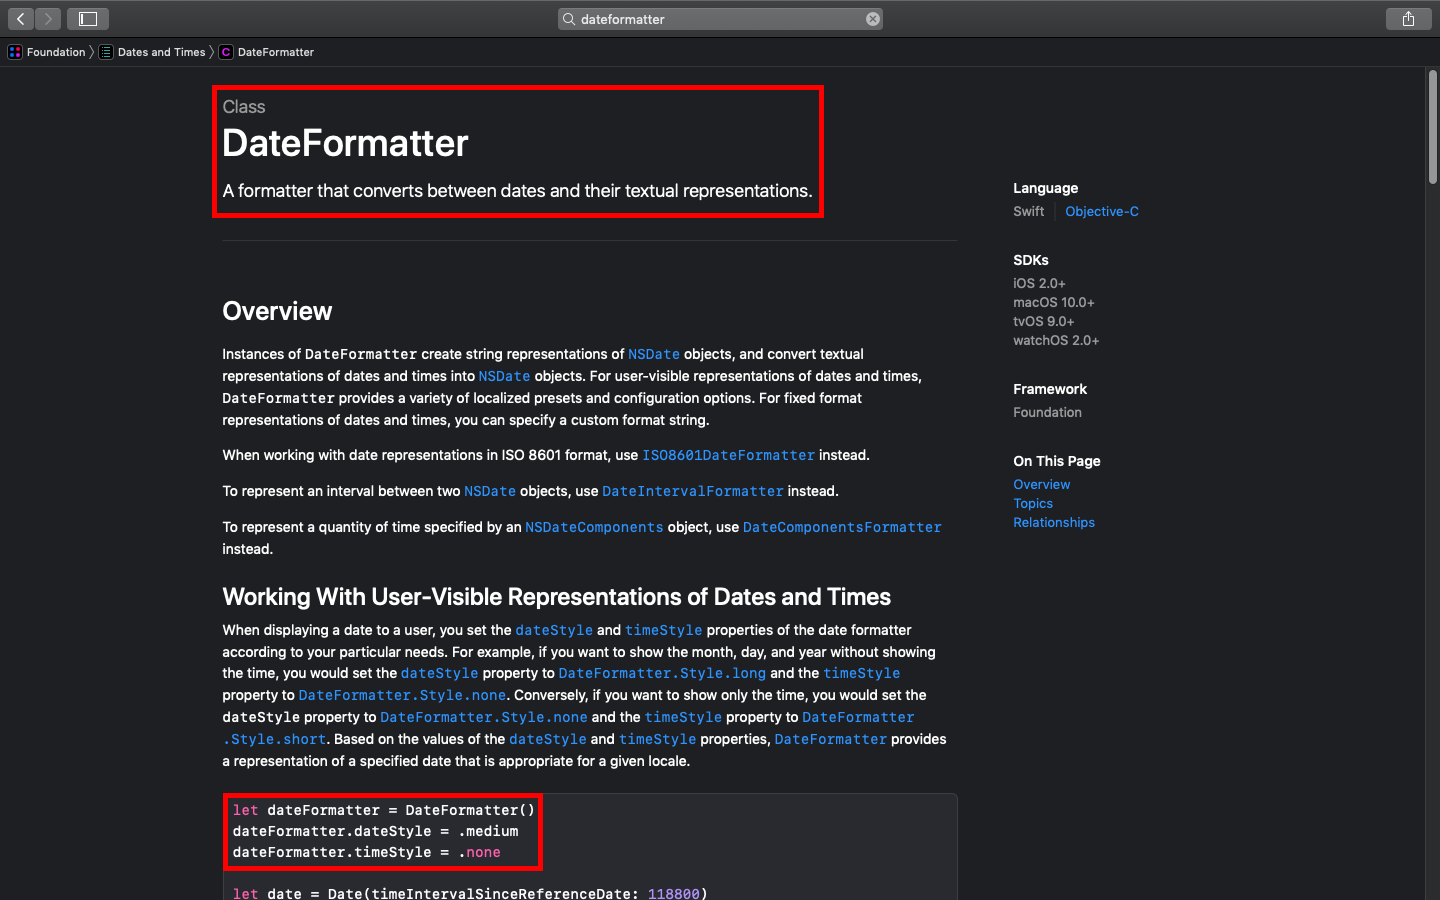 dateformatter
Foundation
Dates and Times
C
DateFormatter
Class
DateFormatter
A formatter that converts between dates and their textual representations.
Overview
Instances of DateFormatter create string representations of NSDate objects, and convert textual
representations of dates and times into NSDate objects. For user-visible representations of dates and times,
DateFormatter provides a variety of localized presets and configuration options. For fixed format
representations of dates and times, you can specify a custom format string.
When working with date representations in ISO 8601 format, use ISO8601DateFormatter instead.
To represent an interval between two NSDate objects, use DateIntervalFormatter instead.
To represent a quantity of time specified by an NSDateComponents object, use DateComponentsFormatter
instead.
Working With User-Visible Representations of Dates and Times
When displaying a date to a user, you set the dateStyle and timeStyle properties of the date formatter
according to your particular needs. For example, if you want to show the month, day, and year without showing
the time, you would set the dateStyle property to DateFormatter.Style.long and the timeStyle
property to DateFormatter.Style.none. Conversely, if you want to show only the time, you would set the
dateStyle property to DateFormatter.Style.none and the timeStyle property to DateFormatter
.Style.short. Based on the values of the dateStyle and timeStyle properties, DateFormatter provides
a representation of a specified date that is appropriate for a given locale.
let dateFormatter = DateFormatter()
dateFormatter.dateStyle = .medium
dateFormatter.timeStyle = .none
let date = Date(timeIntervalSinceReferenceDate: 118800)
Language
Swift
Objective-C
SDKs
iOS 2.0+
macOS 10.0+
tvOS 9.0+
watchOS 2.0+
Framework
Foundation
On This Page
Overview
Topics
Relationships